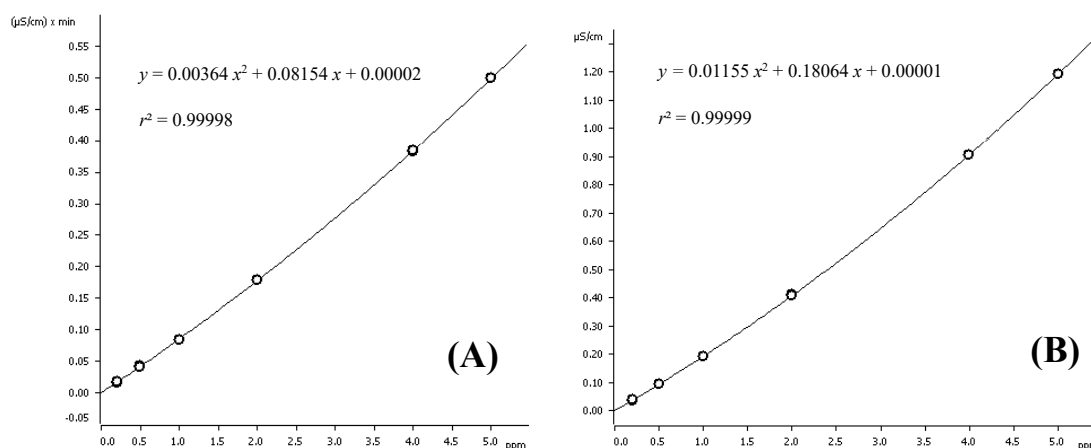 (µS/cm) x min
0.55
y = 0.00364 x² + 0.08154 x + 0.00002
0.50
0.45
r² = 0.99998
0.40
0.35
0.30
0.25
0.20
0.15
0.10
0.05
(A)
0.00
-0.05
0.0 0.5 1.0 1.5 2.0 2.5 3.0 3.5 4.0 4.5 5.0 ppm
µS/cm
y = 0.01155 x² + 0.18064 x + 0.00001
1.20
r² = 0.99999
1.10
1.00
0.90
0.80
0.70
0.60
0.50
0.40
0.30
0.20
(B)
0.10
0.00
0.0 0.5 1.0 1.5 2.0 2.5 3.0 3.5 4.0 4.5 5.0 ppm